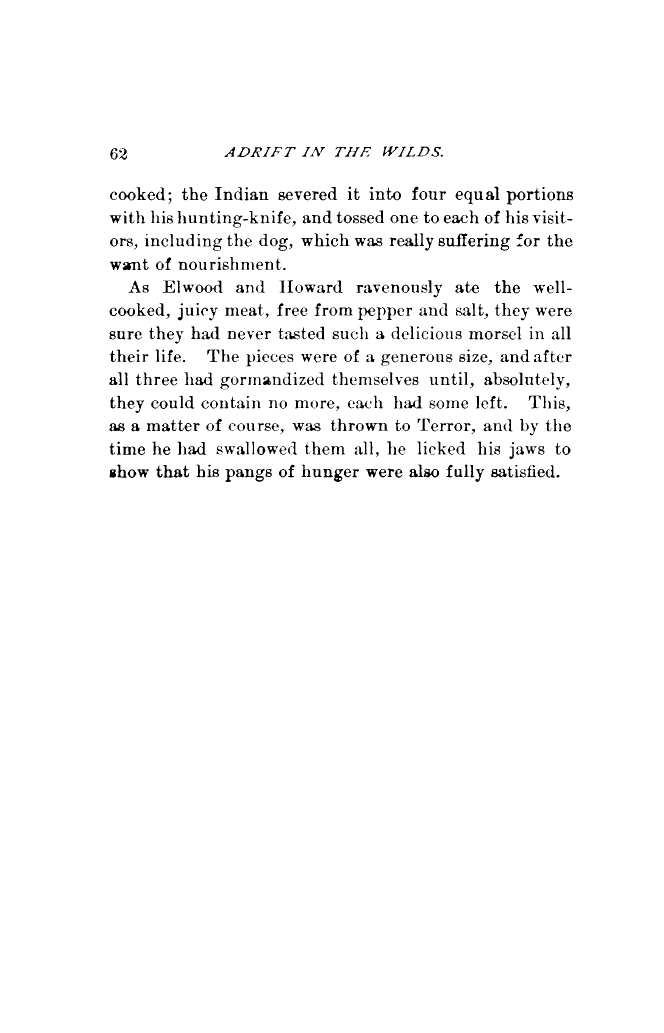 62 ADRIFT IN THE WILDS.
cooked; the Indian severed it into four equal portions
with his hunting-knife, and tossed one to each of his visit-
ors, including the dog, which was really suffering for the
want of nourishment.
As Elwood and Howard ravenously ate the well-
cooked, juicy meat, free from pepper and salt, they were
sure they had never tasted such a delicious morsel in all
their life. The pieces were of a generous size, and after
all three had gormandized themselves until, absolutely,
they could contain no more, each had some left. This,
as a matter of course, was thrown to Terror, and by the
time he had swallowed them all, he licked his jaws to
show that his pangs of hunger were also fully satisfied.